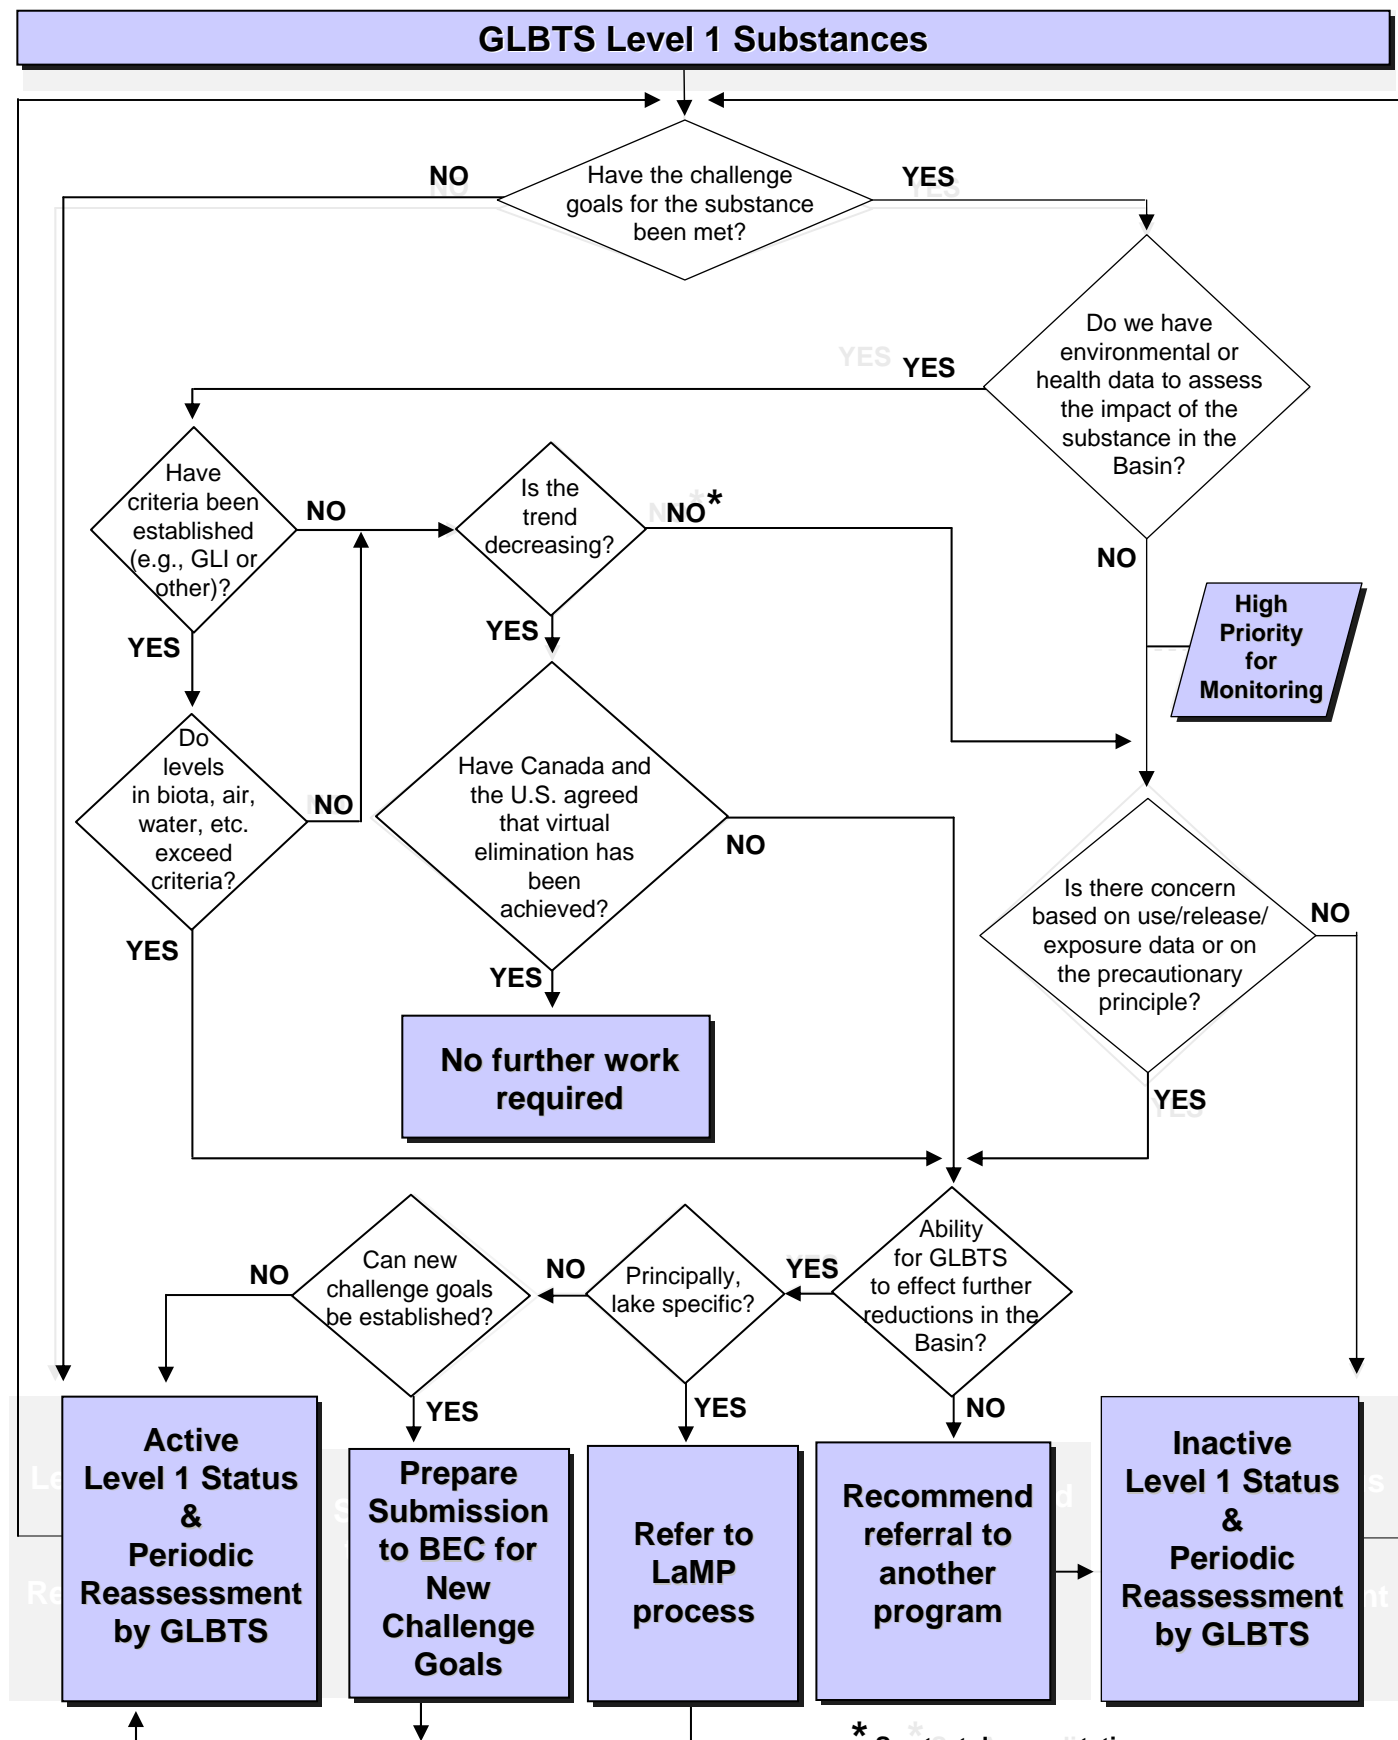 GLBTS Level 1 Substances
NO
YES
Have the challenge
goals for the substance
been met?
Do we have
environmental or
health data to assess
the impact of the
substance in the
Basin?
YES
NO
High
Priority
for
Monitoring
Have
criteria been
established
(e.g., GLI or
other)?
NO
YES
Is the
trend
decreasing?
NO*
YES
Do
levels
in biota, air,
water, etc.
exceed
criteria?
NO
YES
Have Canada and
the U.S. agreed
that virtual
elimination has
been
achieved?
NO
YES
No further work
required
Is there concern
based on use/release/
exposure data or on
the precautionary
principle?
NO
YES
Ability
for GLBTS
to effect further
reductions in the
Basin?
YES
NO
Principally,
lake specific?
NO
YES
Can new
challenge goals
be established?
NO
YES
Active
Level 1 Status
&
Periodic
Reassessment
by GLBTS
Prepare
Submission
to BEC for
New
Challenge
Goals
Refer to
LaMP
process
Recommend
referral to
another
program
Inactive
Level 1 Status
&
Periodic
Reassessment
by GLBTS
*